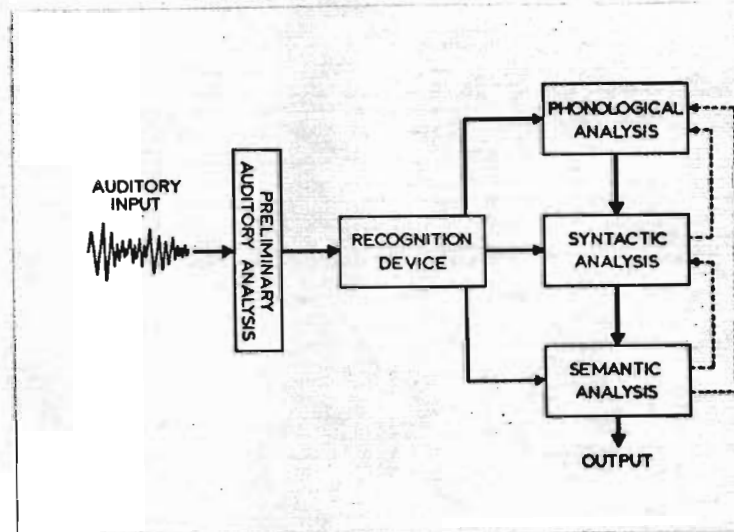 AUDITORY
INPUT
PRELIMINARY
AUDITORY ANALYSIS
RECOGNITION
DEVICE
PHONOLOGICAL
ANALYSIS
SYNTACTIC
ANALYSIS
SEMANTIC
ANALYSIS
OUTPUT